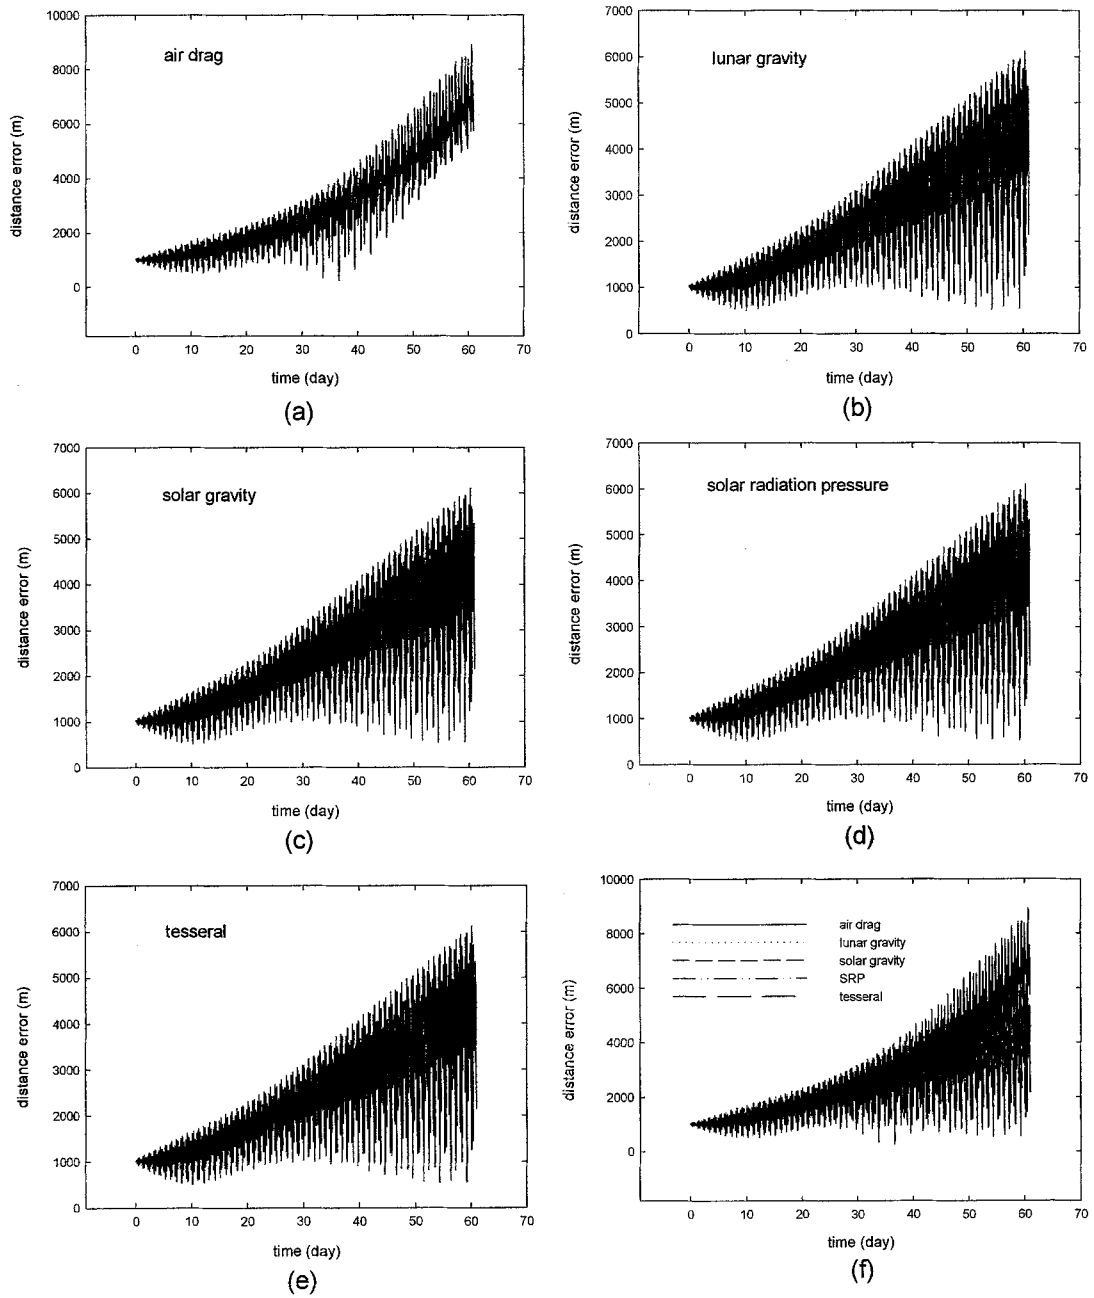 10000
8000
6000
4000
2000
0
distance error (m)
air drag
0 10 20 30 40 50 60 70
time (day)
(a)
7000
6000
5000
4000
3000
2000
1000
0
distance error (m)
lunar gravity
0 10 20 30 40 50 60 70
time (day)
(b)
7000
6000
5000
4000
3000
2000
1000
0
distance error (m)
solar gravity
0 10 20 30 40 50 60 70
time (day)
(c)
7000
6000
5000
4000
3000
2000
1000
0
distance error (m)
solar radiation pressure
0 10 20 30 40 50 60 70
time (day)
(d)
7000
6000
5000
4000
3000
2000
1000
0
distance error (m)
tesseral
0 10 20 30 40 50 60 70
time (day)
(e)
10000
8000
6000
4000
2000
0
distance error (m)
air drag
lunar gravity
solar gravity
SRP
tesseral
0 10 20 30 40 50 60 70
time (day)
(f)